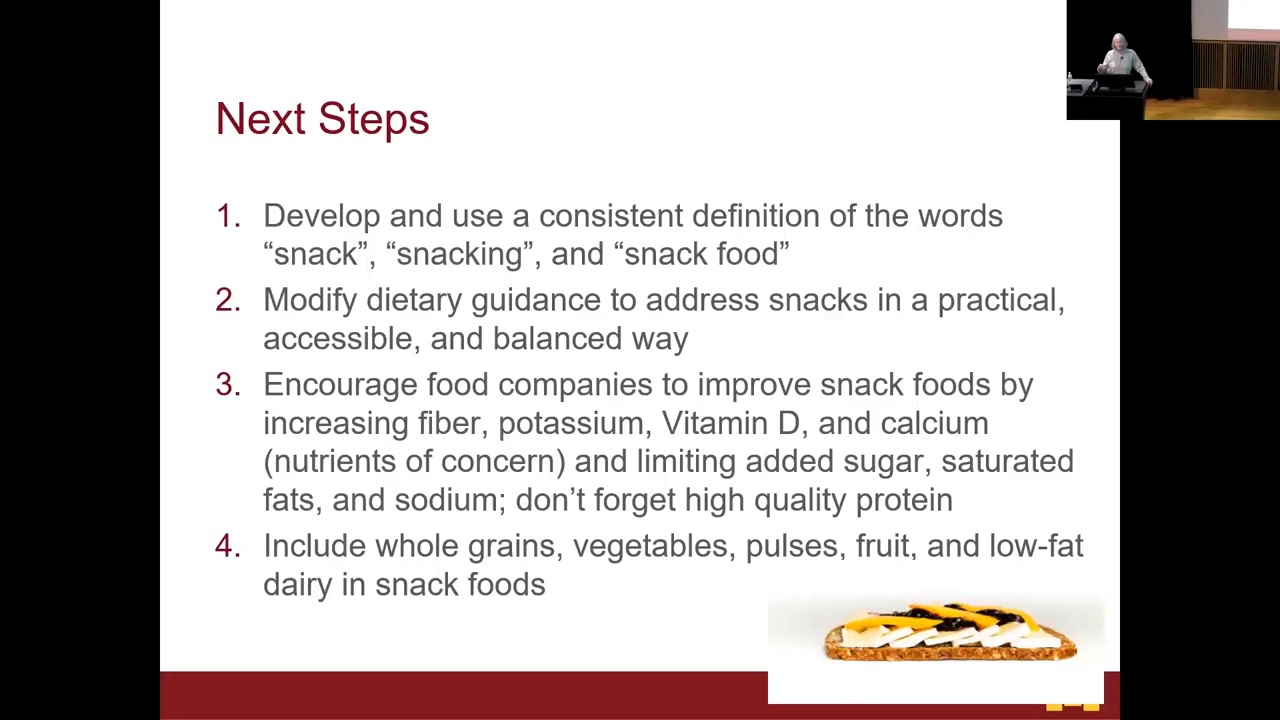 Next Steps
1. Develop and use a consistent definition of the words
“snack”, “snacking”, and “snack food”
2. Modify dietary guidance to address snacks in a practical,
accessible, and balanced way
3. Encourage food companies to improve snack foods by
increasing fiber, potassium, Vitamin D, and calcium
(nutrients of concern) and limiting added sugar, saturated
fats, and sodium; don’t forget high quality protein
4. Include whole grains, vegetables, pulses, fruit, and low-fat
dairy in snack foods